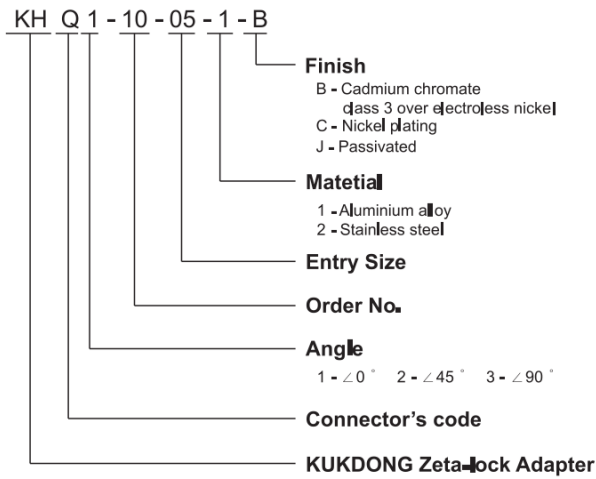 KH Q 1 - 10 - 05 - 1 - B
Finish
B - Cadmium chromate
class 3 over electroless nickel
C - Nickel plating
J - Passivated
Matetial
1 - Aluminium alloy
2 - Stainless steel
Entry Size
Order No.
Angle
1 - ∠0° 2 - ∠45° 3 - ∠90°
Connector's code
KUKDONG Zeta-lock Adapter